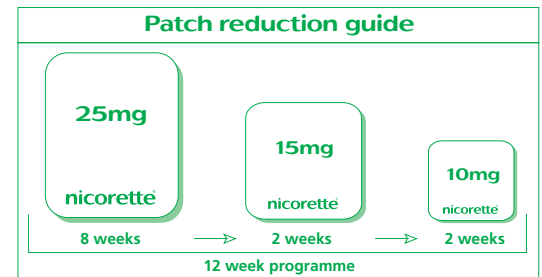 Patch reduction guide
25mg
nicorette®
15mg
nicorette®
10mg
nicorette®
8 weeks
2 weeks
2 weeks
12 week programme